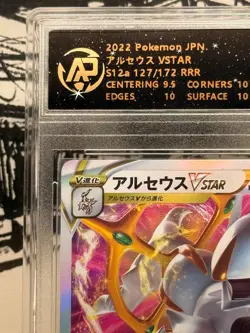 AP
2022 Pokemon JPN.
アルセウス VSTAR
S12a 127/172 RRR
CENTERING 9.5 CORNERS 10
EDGES 10 SURFACE 10
V進化
アルセウスVSTAR
アルセウスVから進化